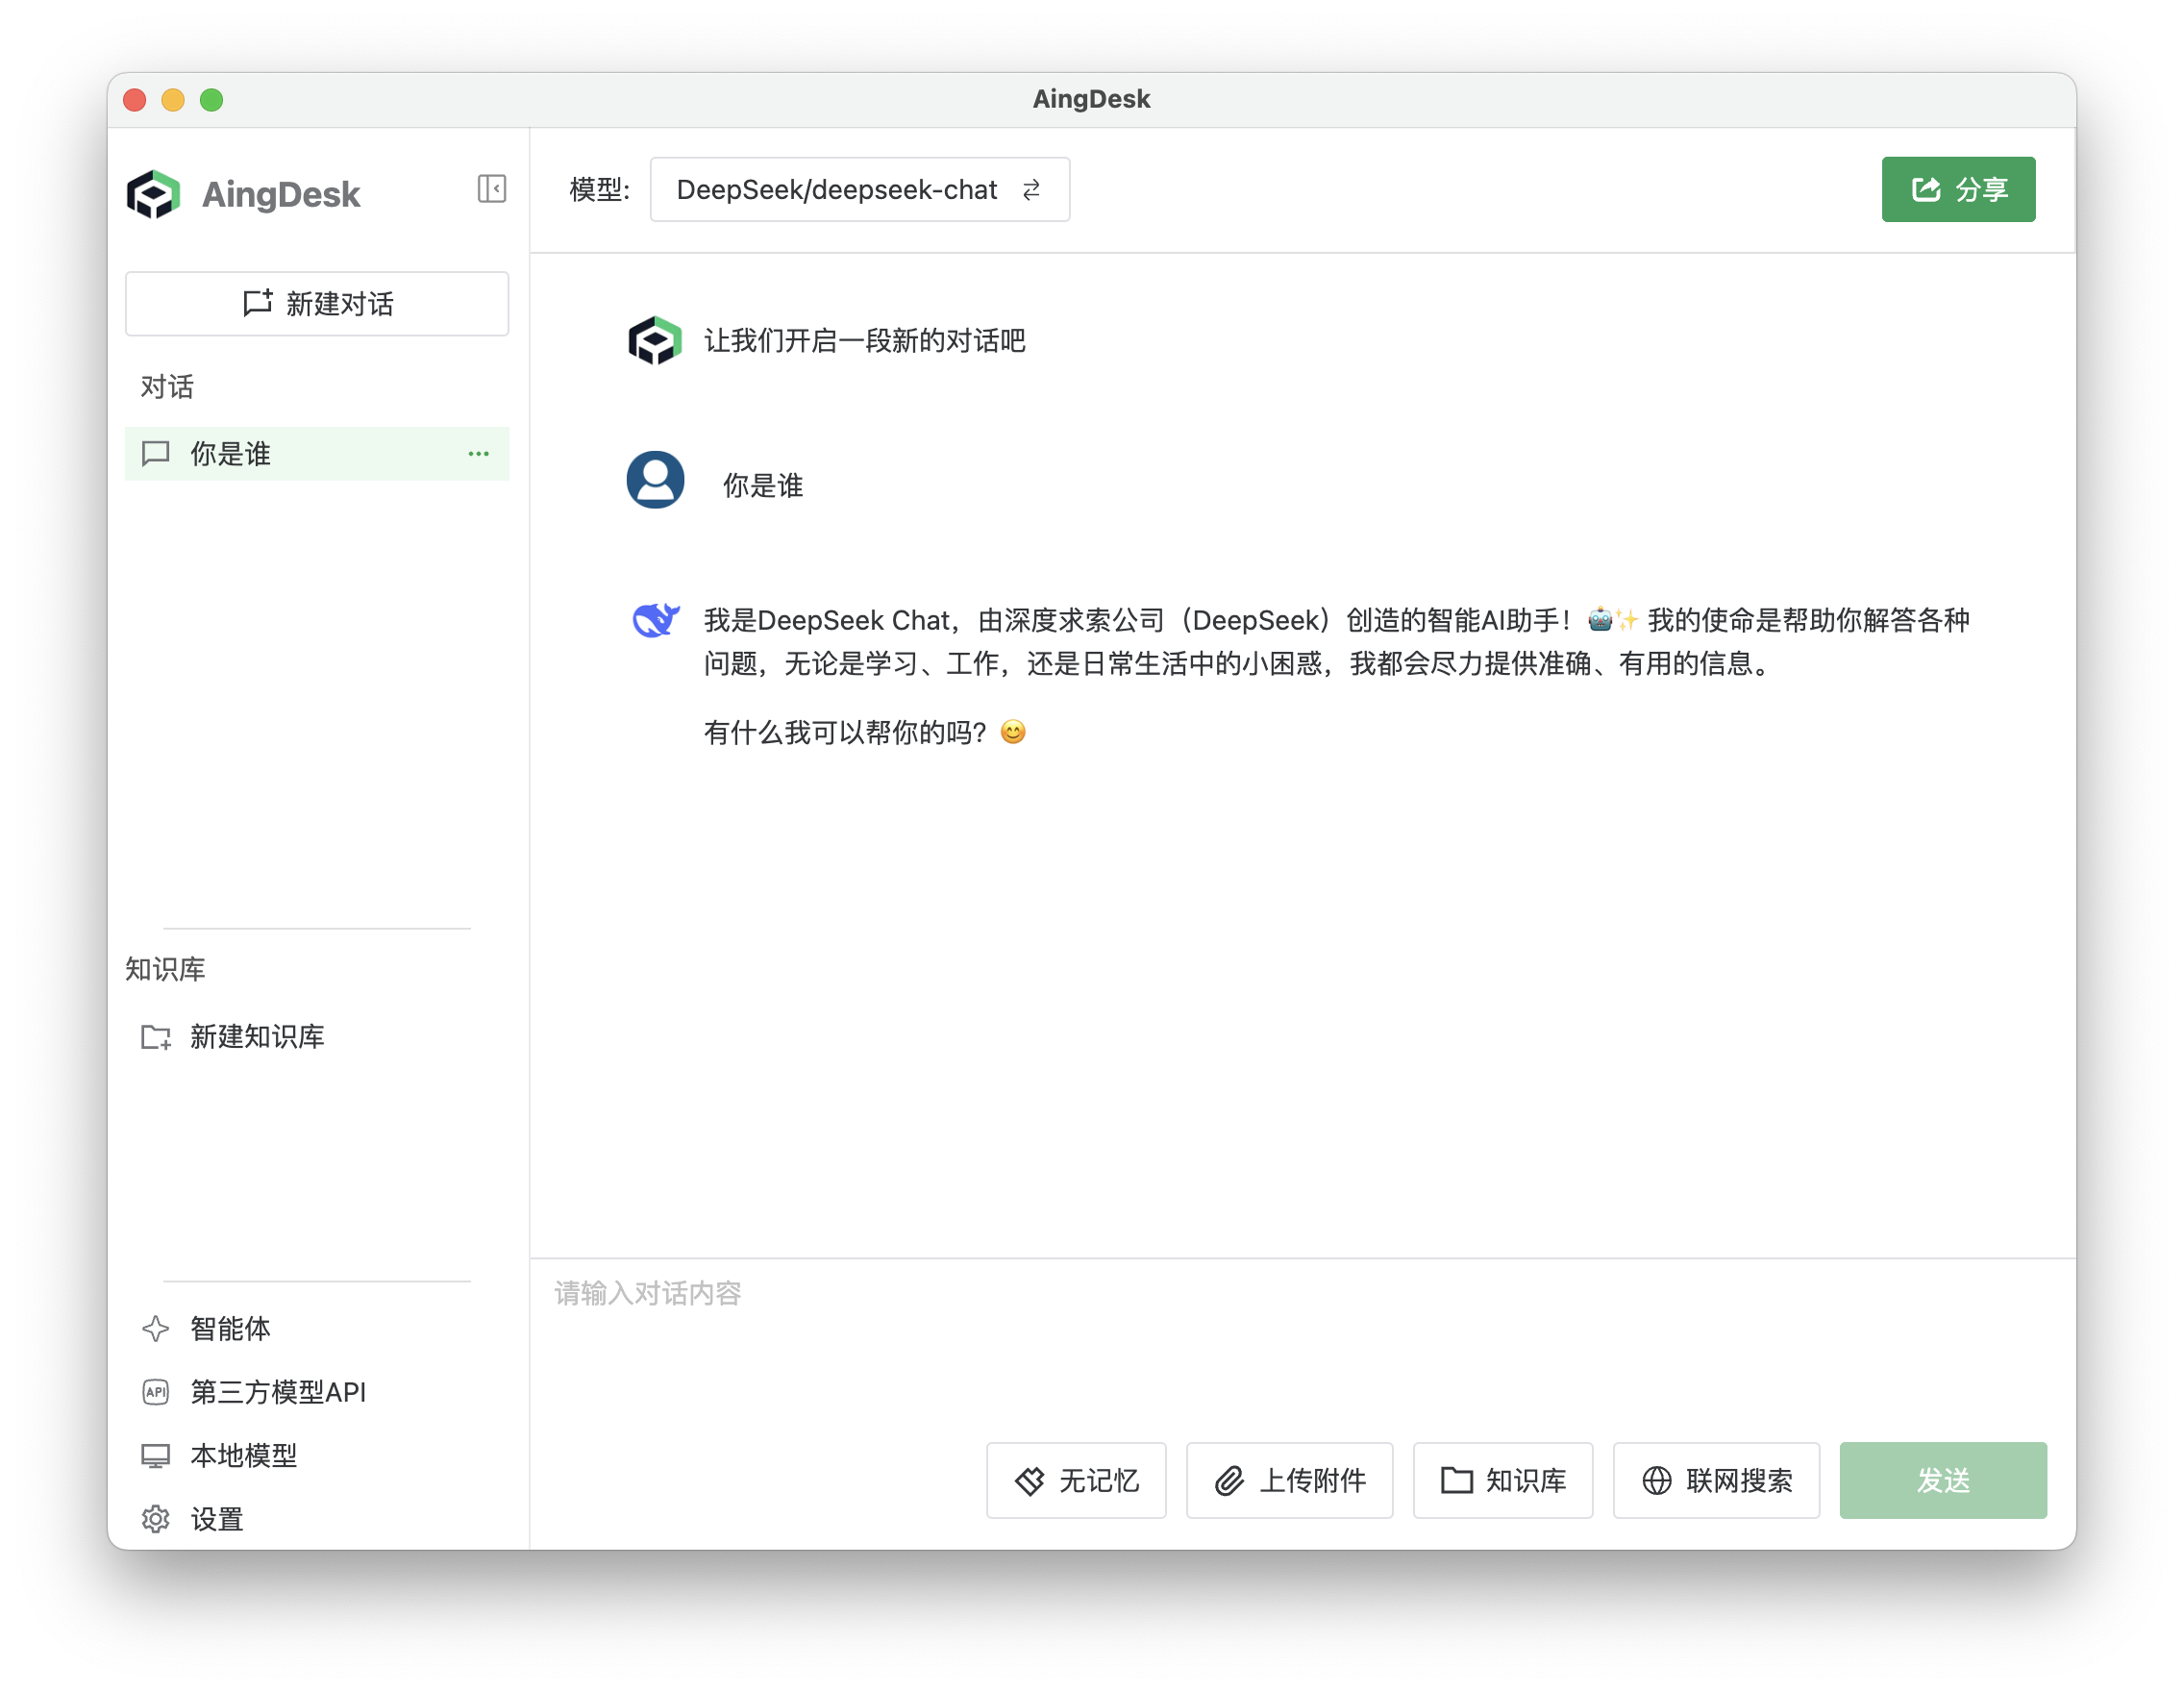 AingDesk
AingDesk
新建对话
对话
你是谁
知识库
新建知识库
智能体
API 第三方模型API
本地模型
设置
模型: DeepSeek/deepseek-chat
分享
让我们开启一段新的对话吧
你是谁
我是DeepSeek Chat，由深度求索公司（DeepSeek）创造的智能AI助手！🤖✨ 我的使命是帮助你解答各种
问题，无论是学习、工作，还是日常生活中的小困惑，我都会尽力提供准确、有用的信息。
有什么我可以帮你的吗？😊
请输入对话内容
无记忆 上传附件 知识库 联网搜索 发送